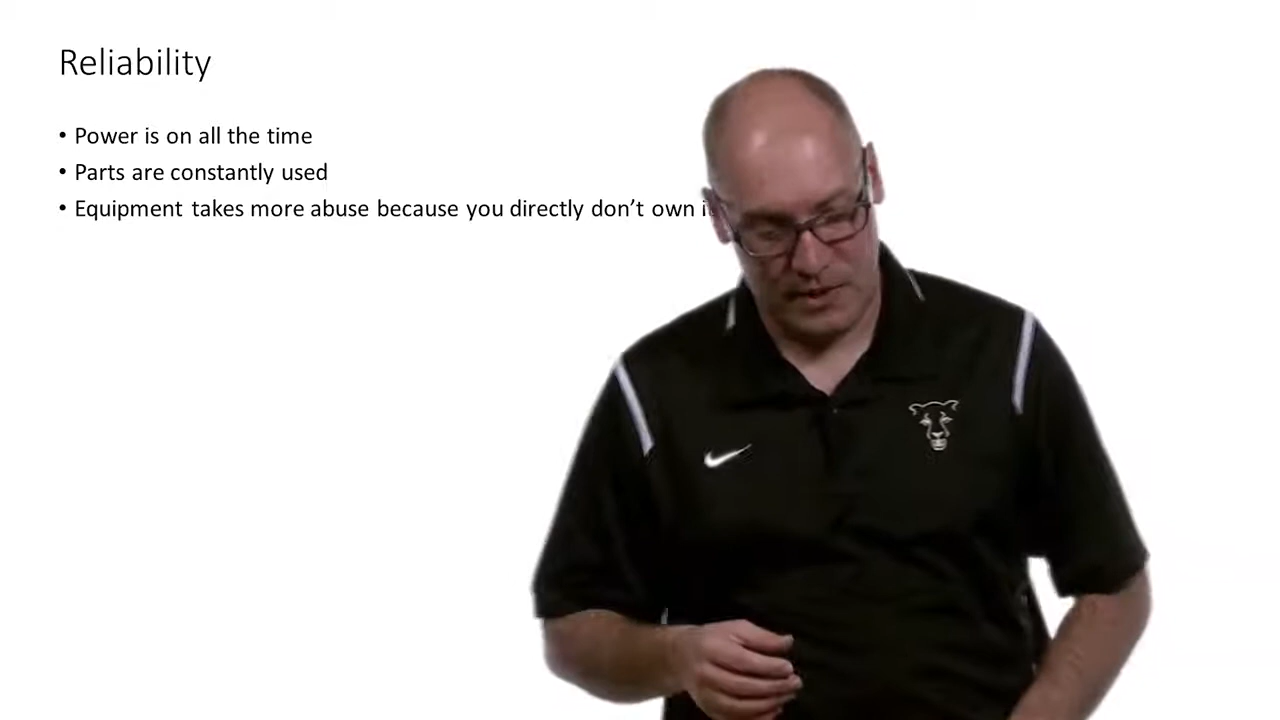 Reliability
• Power is on all the time
• Parts are constantly used
• Equipment takes more abuse because you directly don’t own